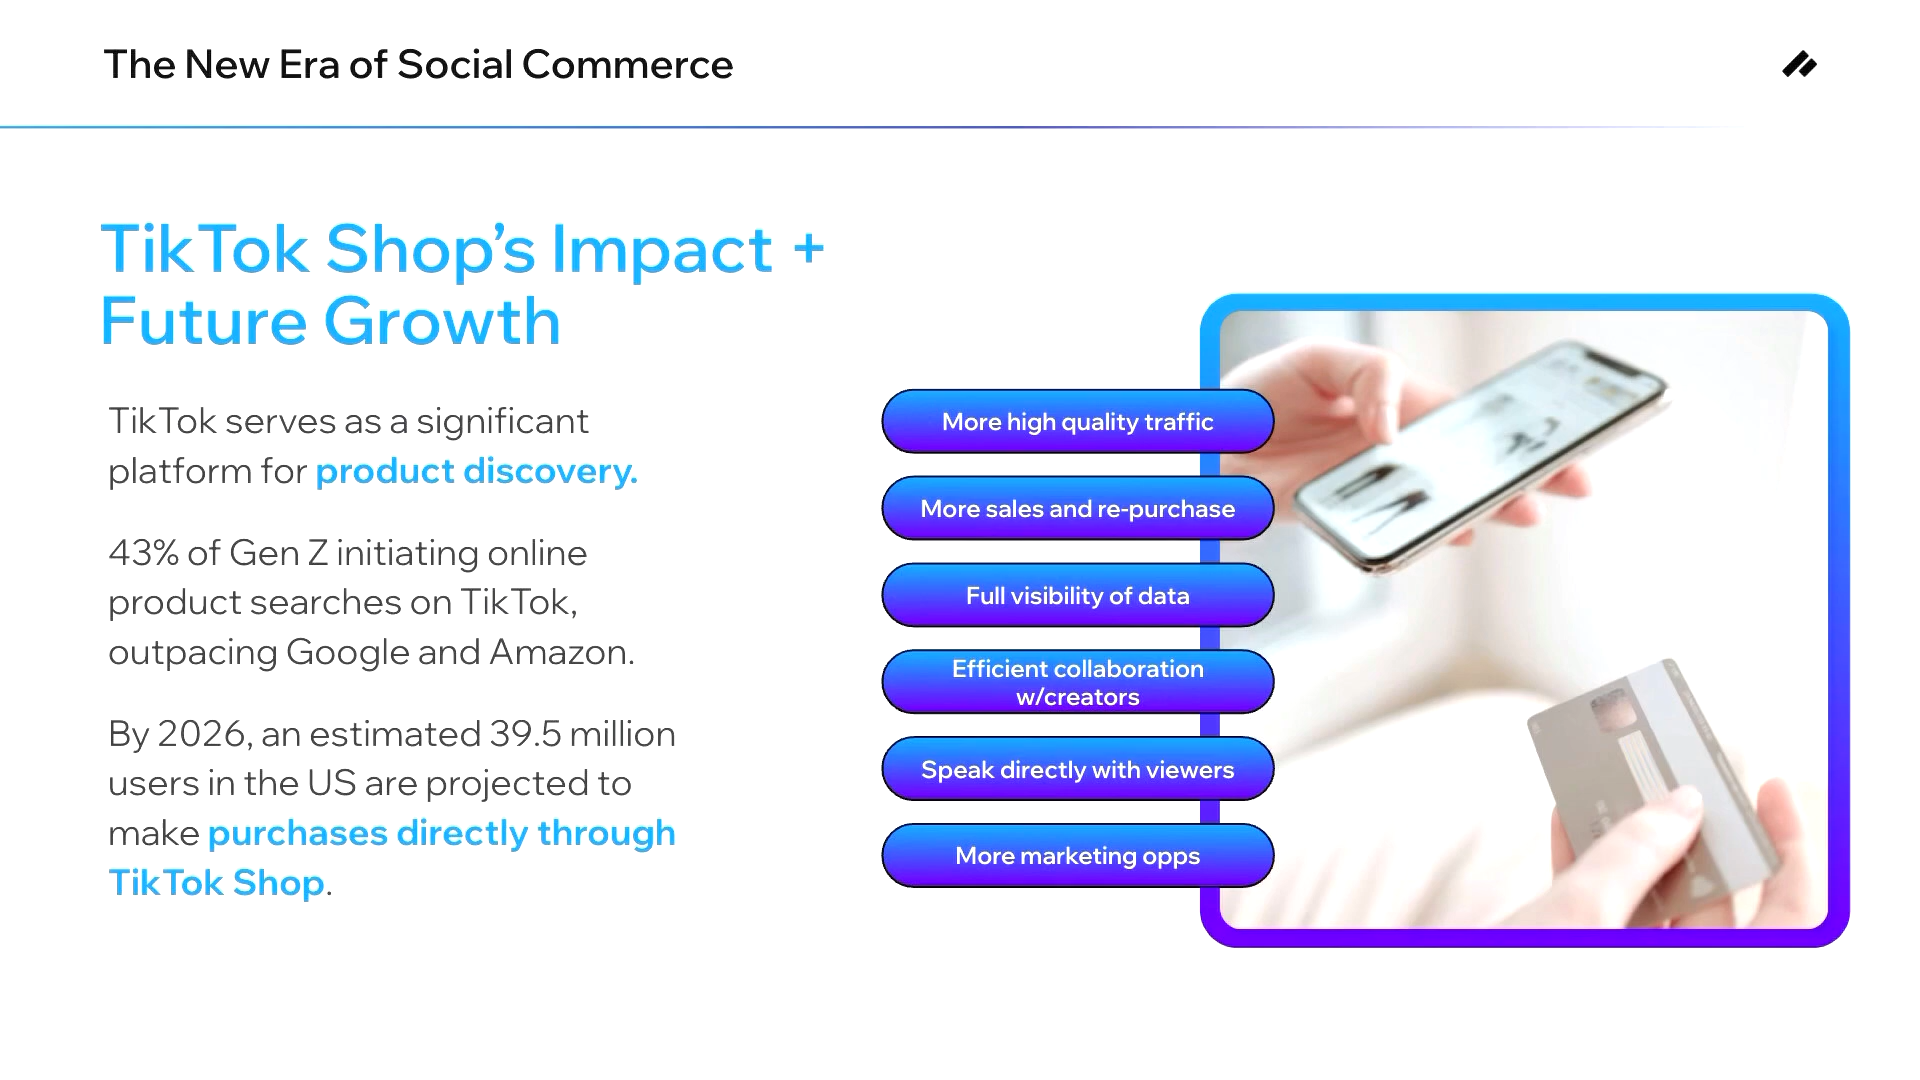 The New Era of Social Commerce
TikTok Shop’s Impact +
Future Growth
TikTok serves as a significant
platform for product discovery.
43% of Gen Z initiating online
product searches on TikTok,
outpacing Google and Amazon.
By 2026, an estimated 39.5 million
users in the US are projected to
make purchases directly through
TikTok Shop.
More high quality traffic
More sales and re-purchase
Full visibility of data
Efficient collaboration
w/creators
Speak directly with viewers
More marketing opps